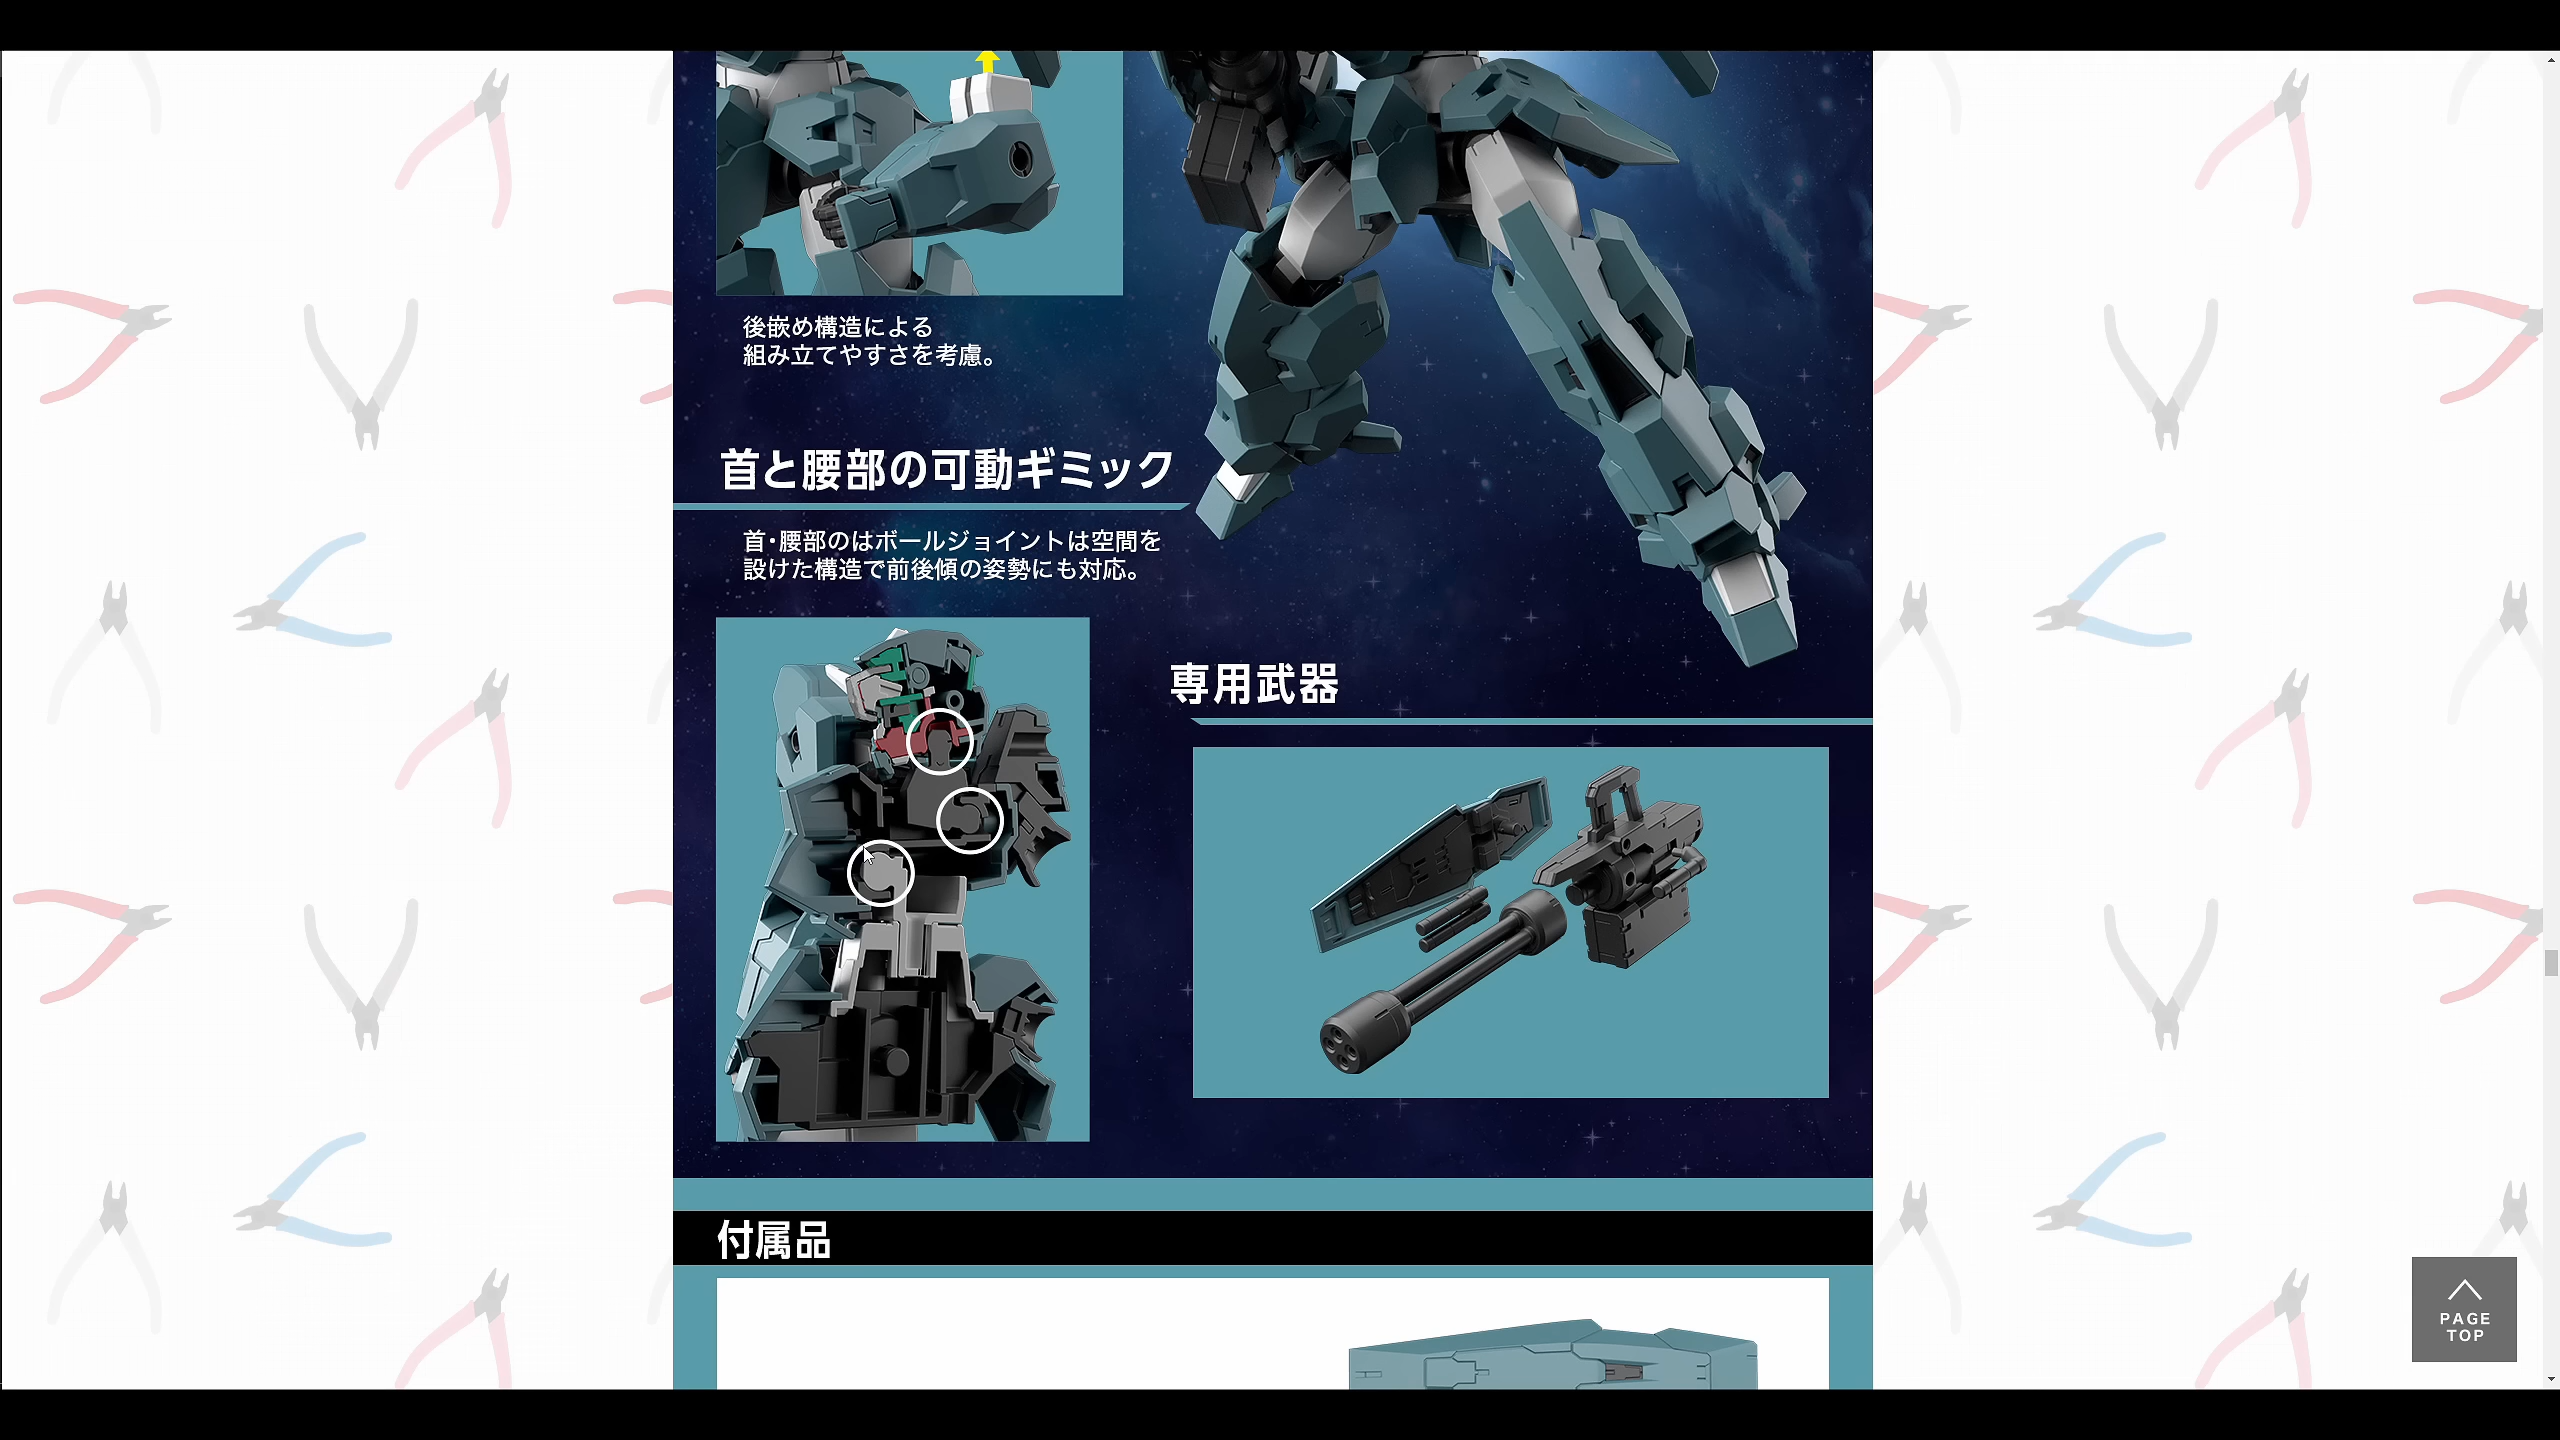 後嵌め構造による
組み立てやすさを考慮。
首と腰部の可動ギミック
首・腰部のはボールジョイントは空間を
設けた構造で前後傾の姿勢にも対応。
専用武器
付属品
PAGE
TOP